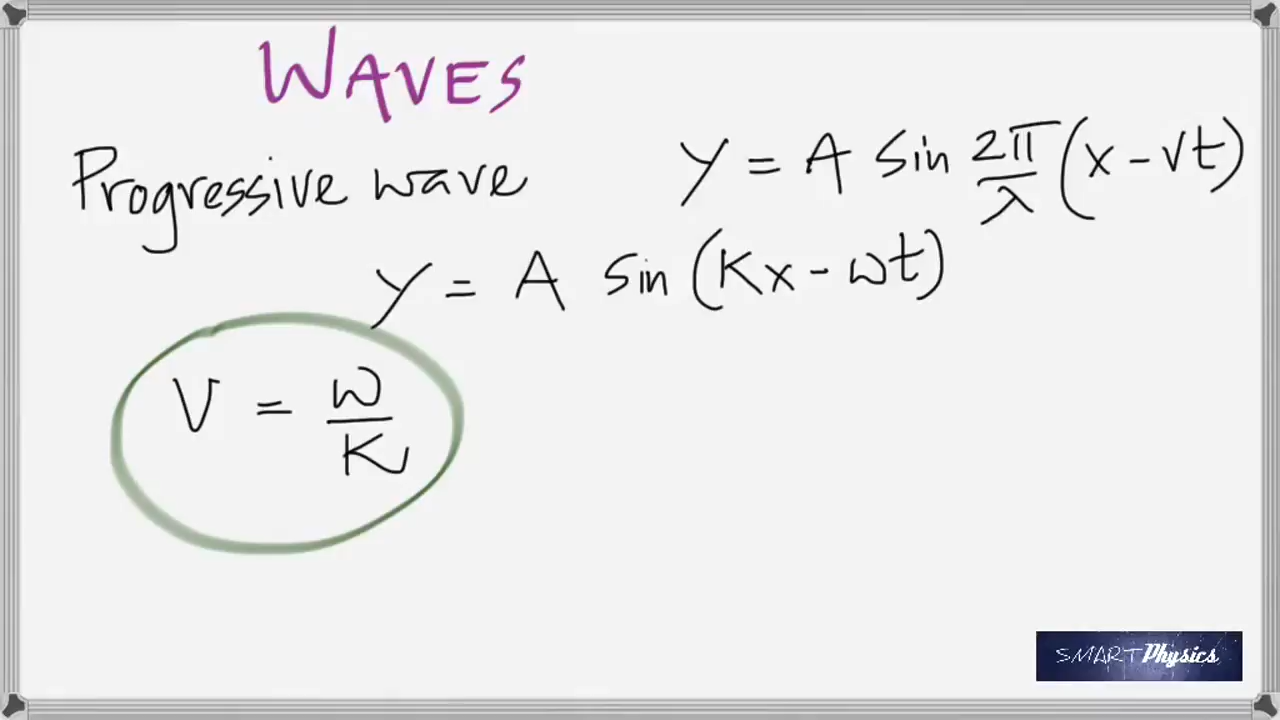 WAVES
Progressive wave
y = A sin 2π/λ (x - vt)
y = A sin (Kx - ωt)
V = ω/K
SMART Physics